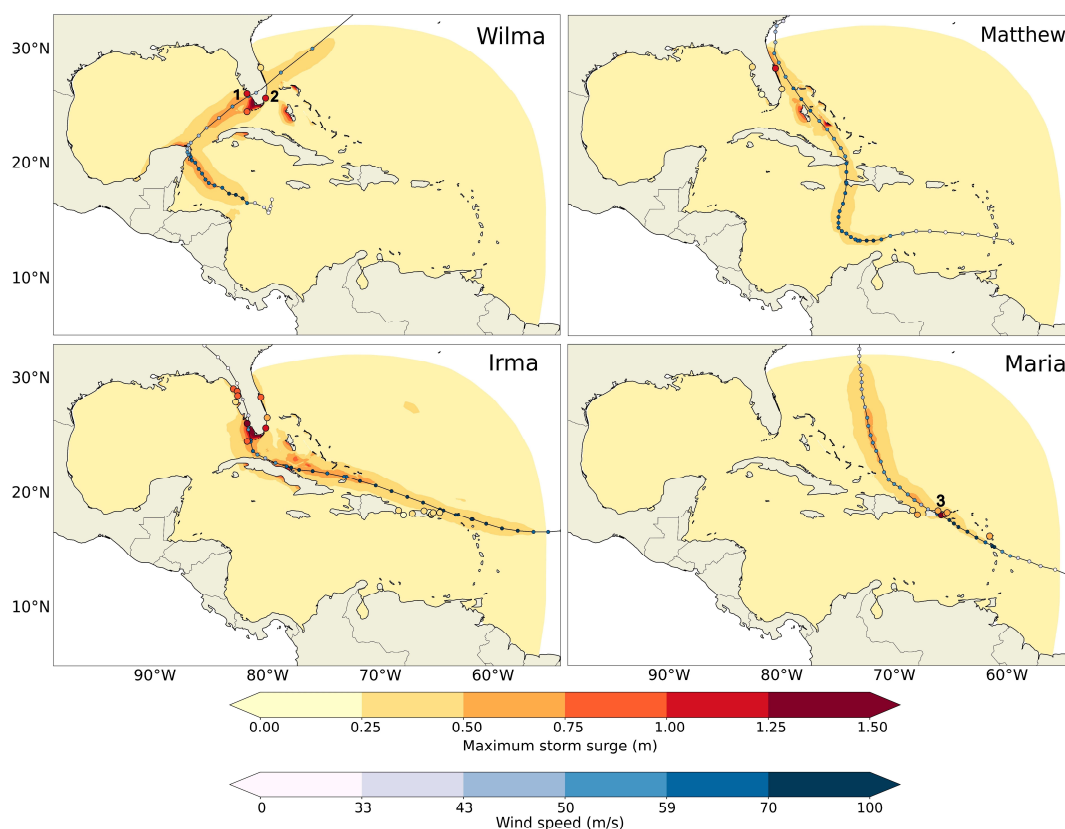 Wilma
Matthew
30°N
20°N
10°N
1
2
Irma
Maria
30°N
20°N
10°N
3
90°W 80°W 70°W 60°W 90°W 80°W 70°W 60°W
0.00 0.25 0.50 0.75 1.00 1.25 1.50
Maximum storm surge (m)
0 33 43 50 59 70 100
Wind speed (m/s)